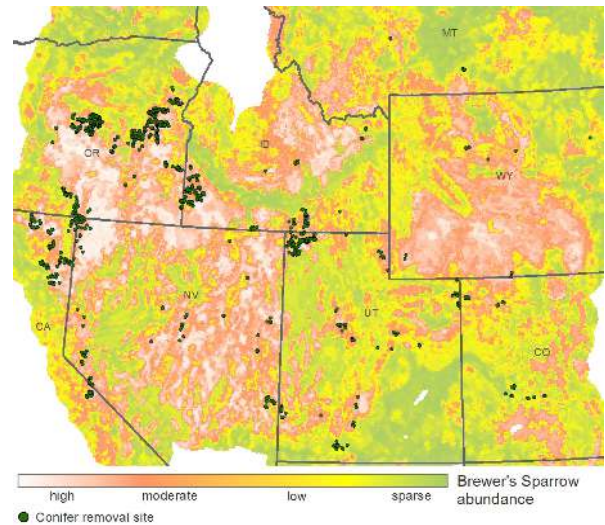 MT
OR
ID
WY
NV
UT
CA
CO
high moderate low sparse
Brewer's Sparrow
abundance
Conifer removal site